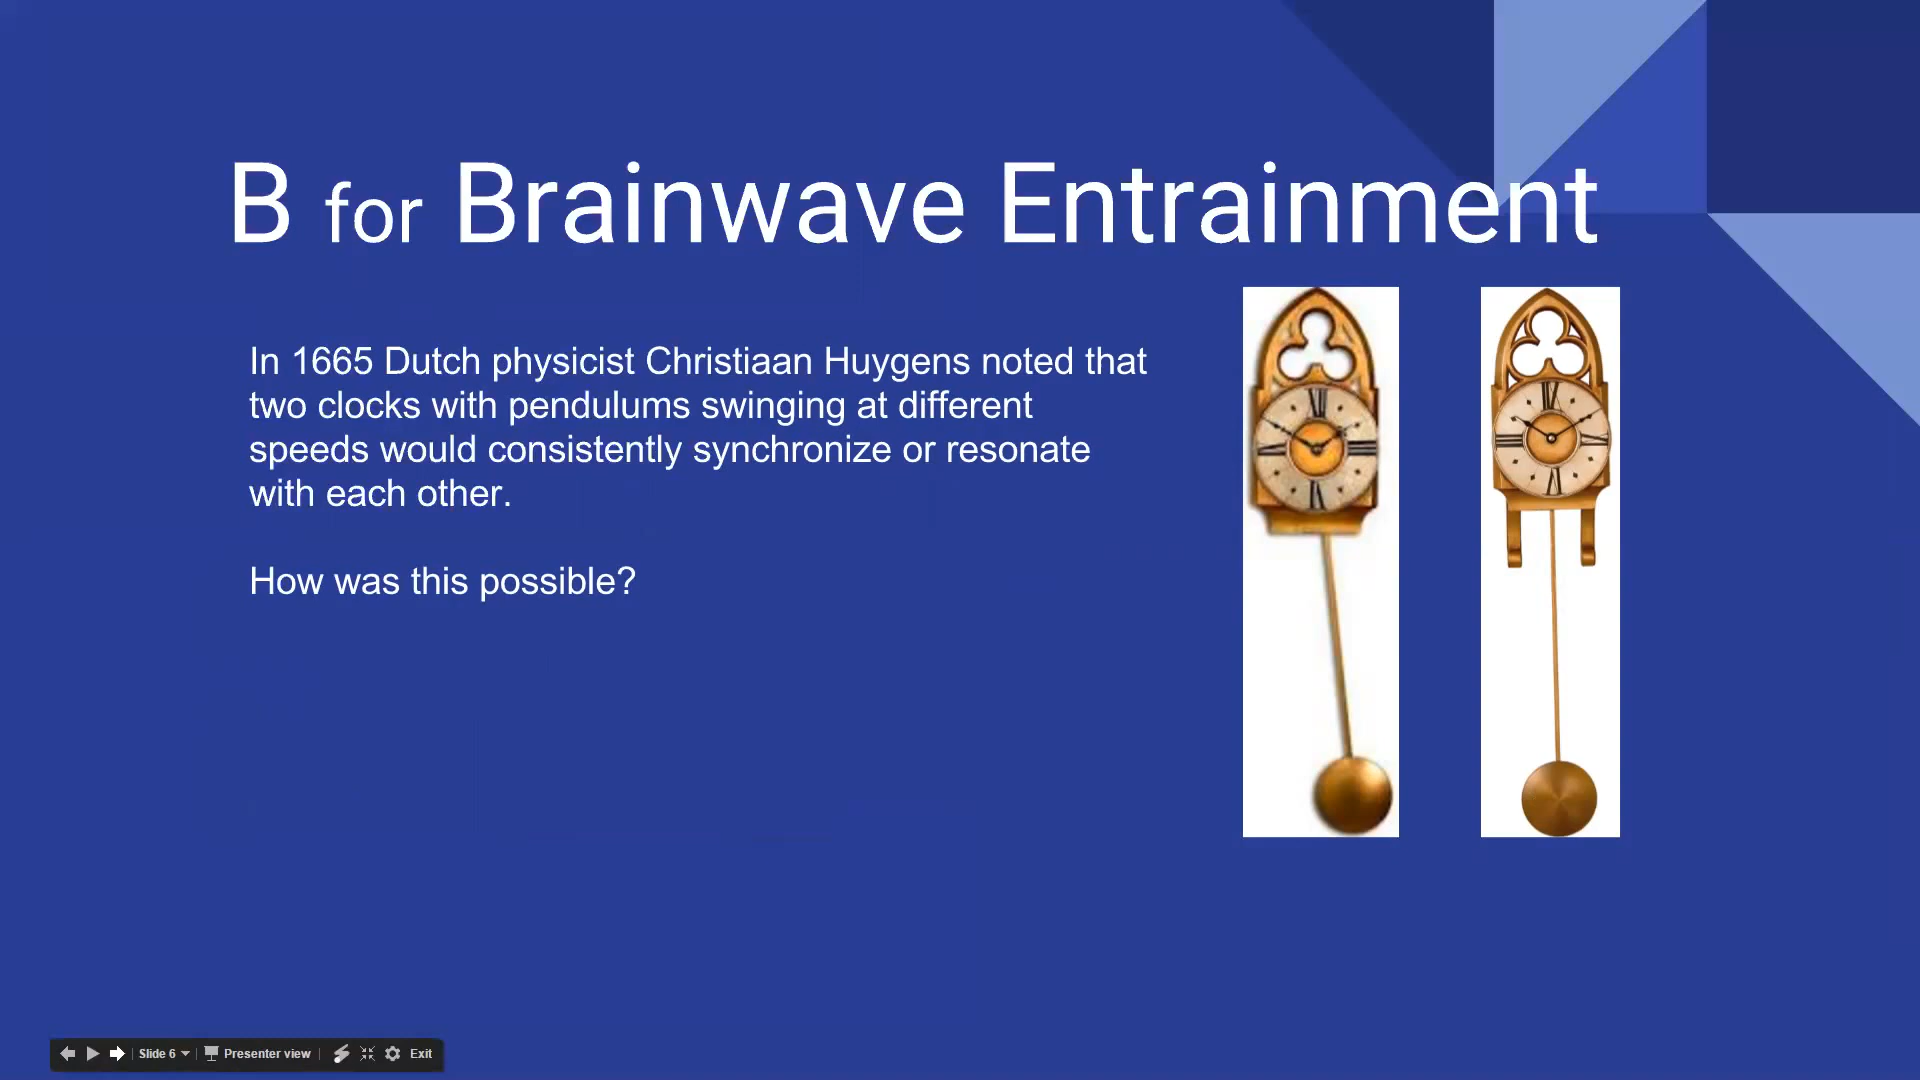 B for Brainwave Entrainment
In 1665 Dutch physicist Christiaan Huygens noted that
two clocks with pendulums swinging at different
speeds would consistently synchronize or resonate
with each other.
How was this possible?
Slide 6 Presenter view Exit